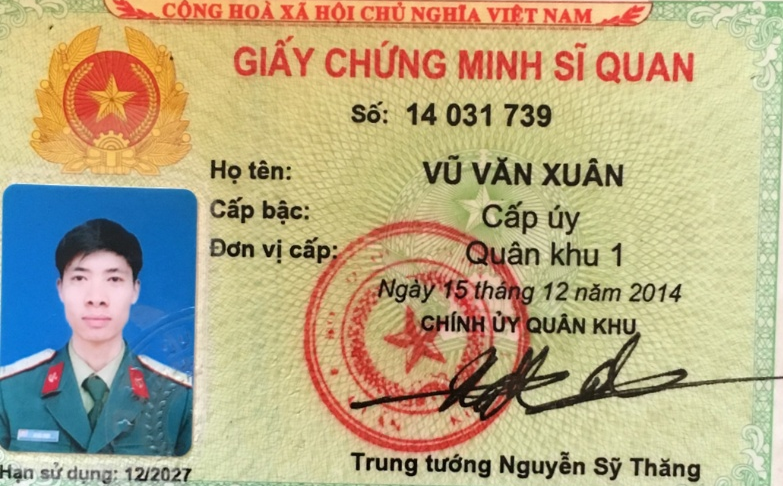 CỘNG HOÀ XÃ HỘI CHỦ NGHĨA VIỆT NAM
GIẤY CHỨNG MINH SĨ QUAN
Số: 14 031 739
Họ tên: VŨ VĂN XUÂN
Cấp bậc: Cấp úy
Đơn vị cấp: Quân khu 1
Ngày 15 tháng 12 năm 2014
CHÍNH ỦY QUÂN KHU
Trung tướng Nguyễn Sỹ Thăng
Hạn sử dụng: 12/2027